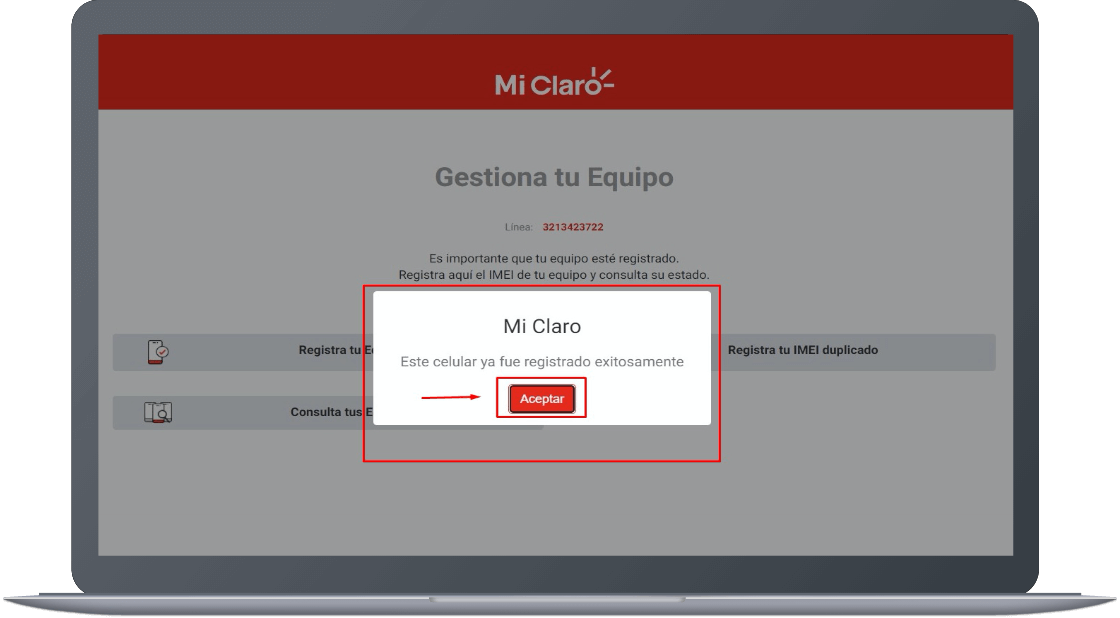 Mi Claro
Gestiona tu Equipo
Línea: 3213423722
Es importante que tu equipo esté registrado.
Registra aquí el IMEI de tu equipo y consulta su estado.
Mi Claro
Registra tu
Registra tu IMEI duplicado
Este celular ya fue registrado exitosamente
Aceptar
Consulta tus